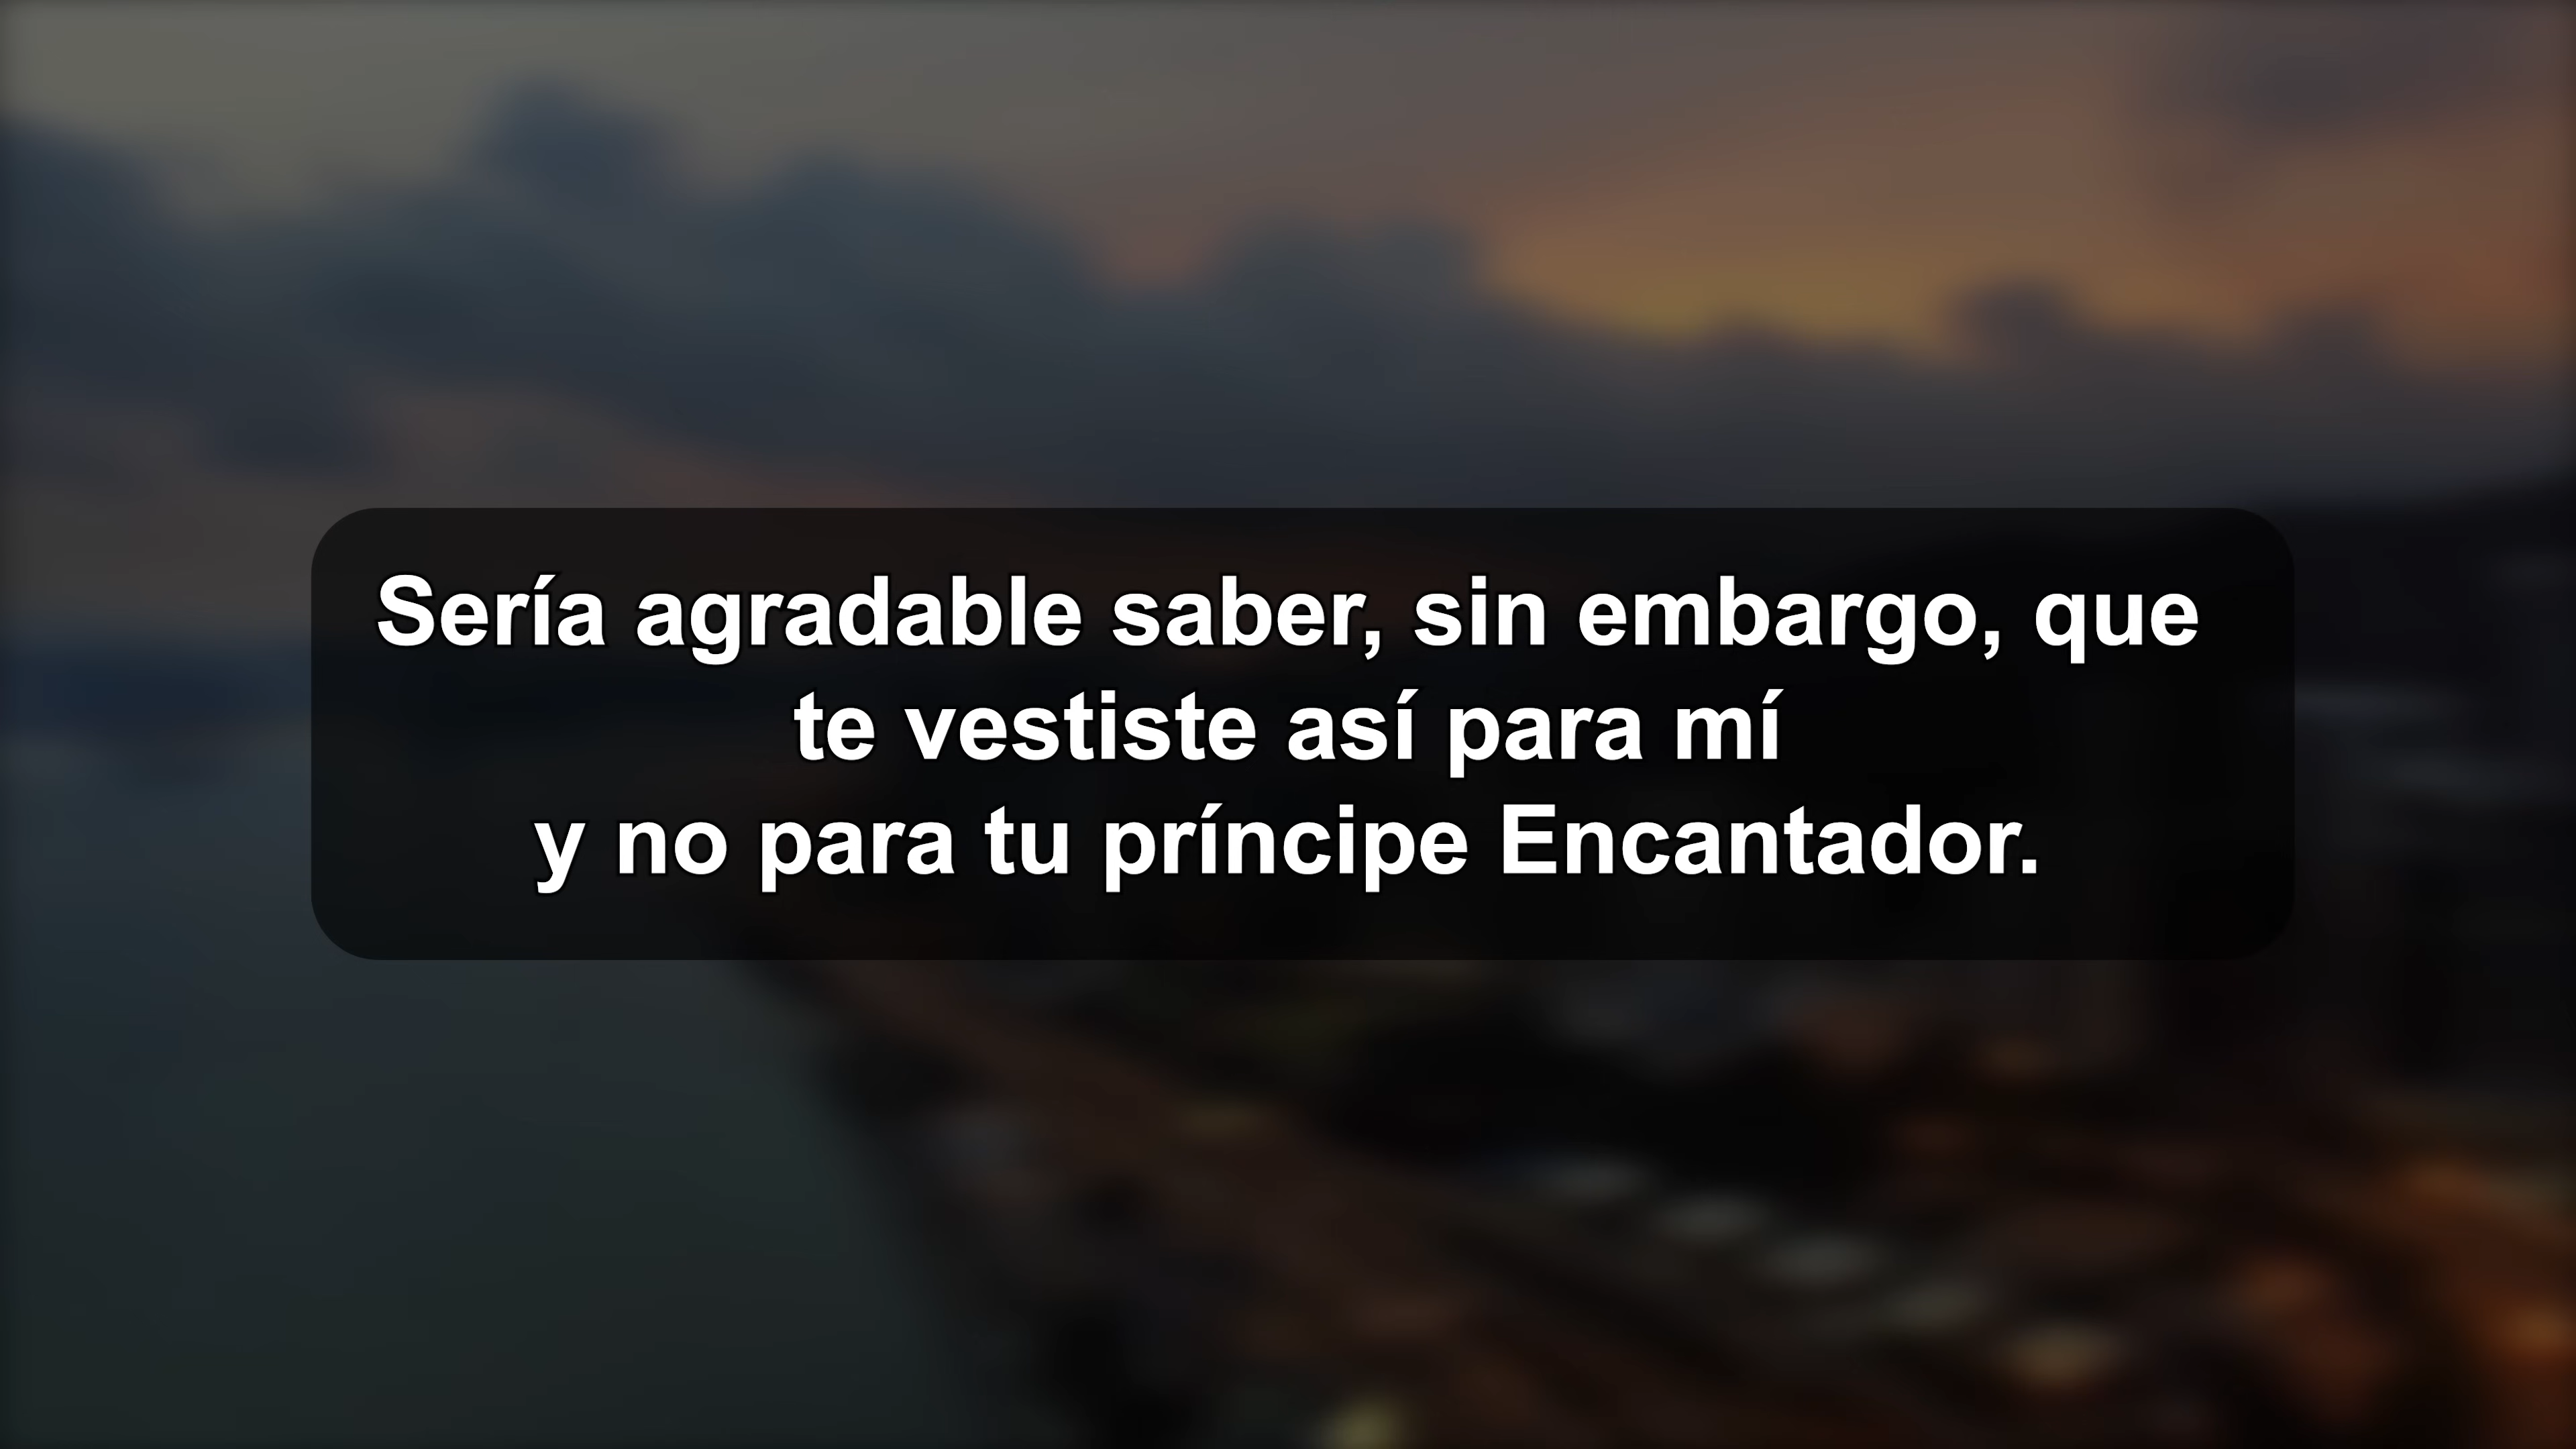 Sería agradable saber, sin embargo, que
te vestiste así para mí
y no para tu príncipe Encantador.